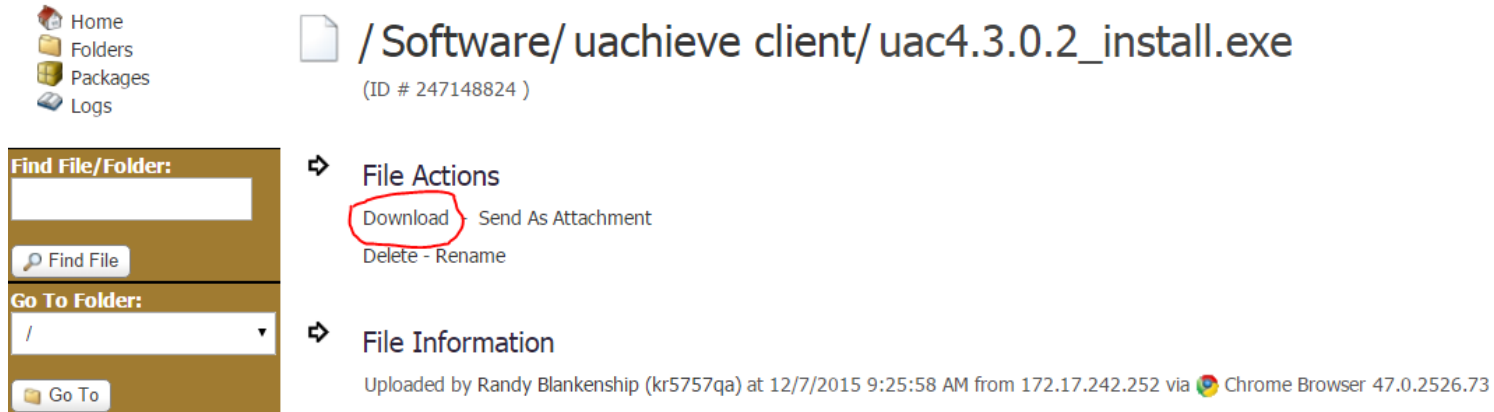 Home
Folders
Packages
Logs
Find File/Folder:
Find File
Go To Folder:
/
Go To
/ Software/ uachieve client/ uac4.3.0.2_install.exe
(ID # 247148824 )
File Actions
Download - Send As Attachment
Delete - Rename
File Information
Uploaded by Randy Blankenship (kr5757qa) at 12/7/2015 9:25:58 AM from 172.17.242.252 via Chrome Browser 47.0.2526.73